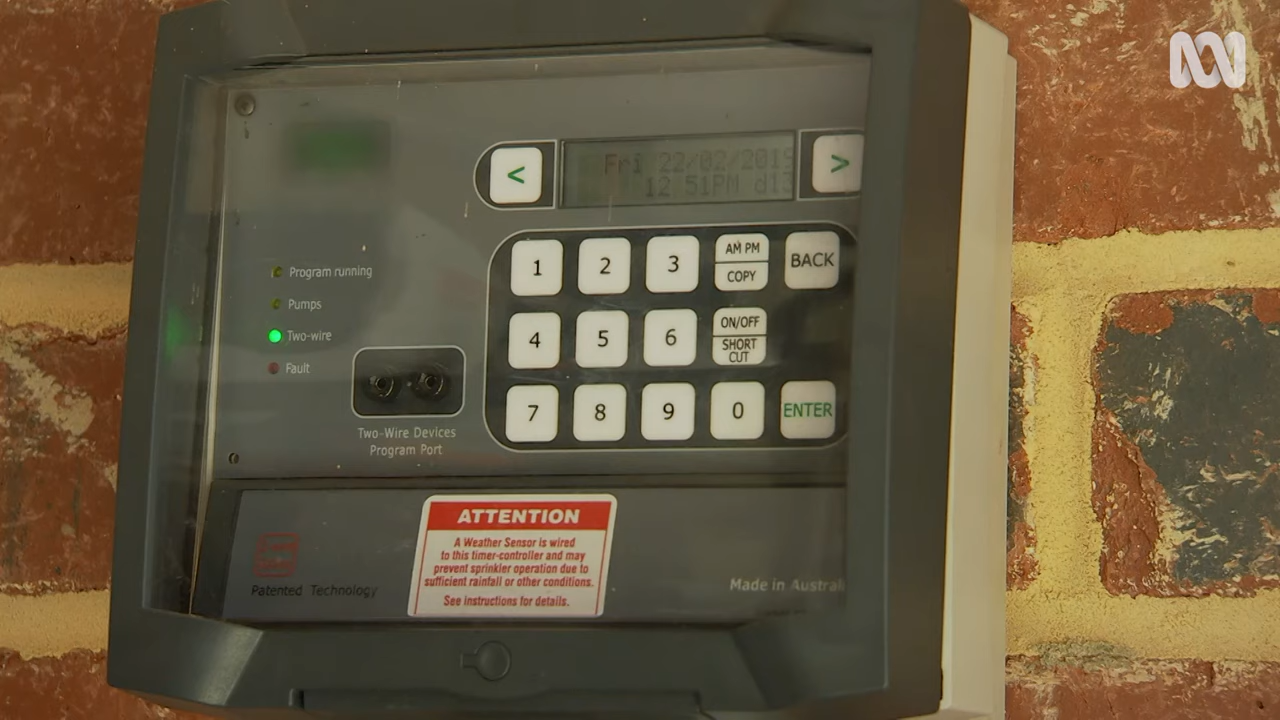 <
Fri 22/02/2019
12 51PM d13
>
1
2
3
AM PM
COPY
BACK
4
5
6
ON/OFF
SHORT
CUT
7
8
9
0
ENTER
Program running
Pumps
Two-wire
Fault
Two-Wire Devices
Program Port
ATTENTION
A Weather Sensor is wired
to this timer-controller and may
prevent sprinkler operation due to
sufficient rainfall or other conditions.
See instructions for details.
Patented Technology
Made in Austral